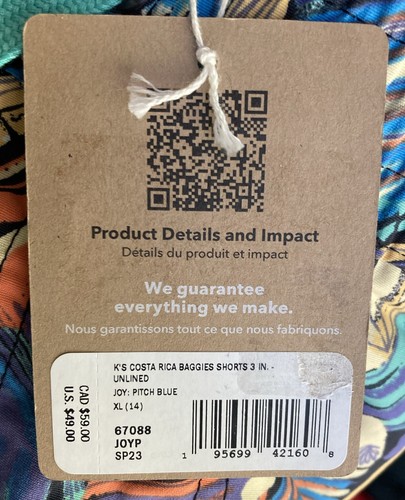 Product Details and Impact
Détails du produit et impact
We guarantee
everything we make.
Nous garantissons tout ce que nous fabriquons.
K'S COSTA RICA BAGGIES SHORTS 3 IN. -
UNLINED
JOY: PITCH BLUE
XL (14)
67088
JOYP
SP23
CAD $59.00
U.S. $49.00
1 95699 42160 8